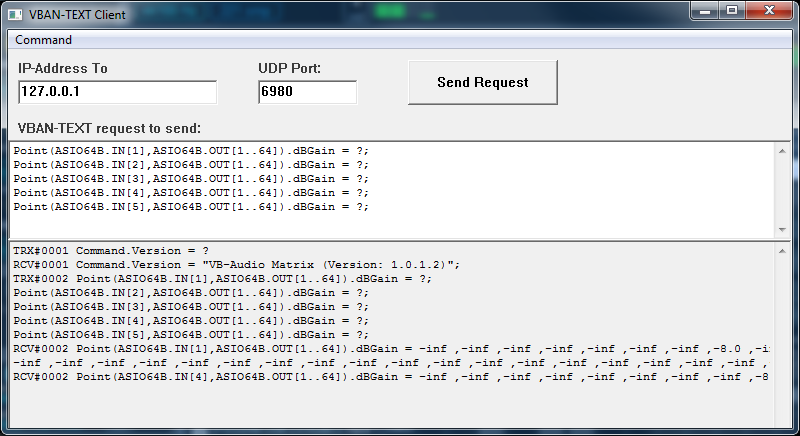 VBAN-TEXT Client
Command
IP-Address To
UDP Port:
127.0.0.1
6980
Send Request
VBAN-TEXT request to send:
Point(ASIO64B.IN[1],ASIO64B.OUT[1..64]).dBGain = ?;
Point(ASIO64B.IN[2],ASIO64B.OUT[1..64]).dBGain = ?;
Point(ASIO64B.IN[3],ASIO64B.OUT[1..64]).dBGain = ?;
Point(ASIO64B.IN[4],ASIO64B.OUT[1..64]).dBGain = ?;
Point(ASIO64B.IN[5],ASIO64B.OUT[1..64]).dBGain = ?;
TRX#0001 Command.Version = ?
RCV#0001 Command.Version = "VB-Audio Matrix (Version: 1.0.1.2)";
TRX#0002 Point(ASIO64B.IN[1],ASIO64B.OUT[1..64]).dBGain = ?;
Point(ASIO64B.IN[2],ASIO64B.OUT[1..64]).dBGain = ?;
Point(ASIO64B.IN[3],ASIO64B.OUT[1..64]).dBGain = ?;
Point(ASIO64B.IN[4],ASIO64B.OUT[1..64]).dBGain = ?;
Point(ASIO64B.IN[5],ASIO64B.OUT[1..64]).dBGain = ?;
RCV#0002 Point(ASIO64B.IN[1],ASIO64B.OUT[1..64]).dBGain = -inf ,-inf ,-inf ,-inf ,-inf ,-inf ,-inf ,-8.0 ,-in
-inf ,-inf ,-inf ,-inf ,-inf ,-inf ,-inf ,-inf ,-inf ,-inf ,-inf ,-inf ,-inf ,-inf ,-inf ,-inf ,-inf ,-inf ,
RCV#0002 Point(ASIO64B.IN[4],ASIO64B.OUT[1..64]).dBGain = -inf ,-inf ,-inf ,-inf ,-inf ,-inf ,-inf ,-inf ,-8